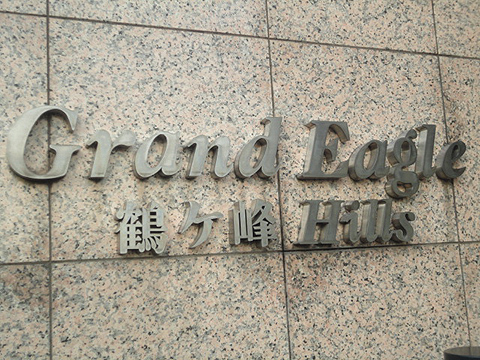 Grand Eagle
鶴ケ峰 Hills